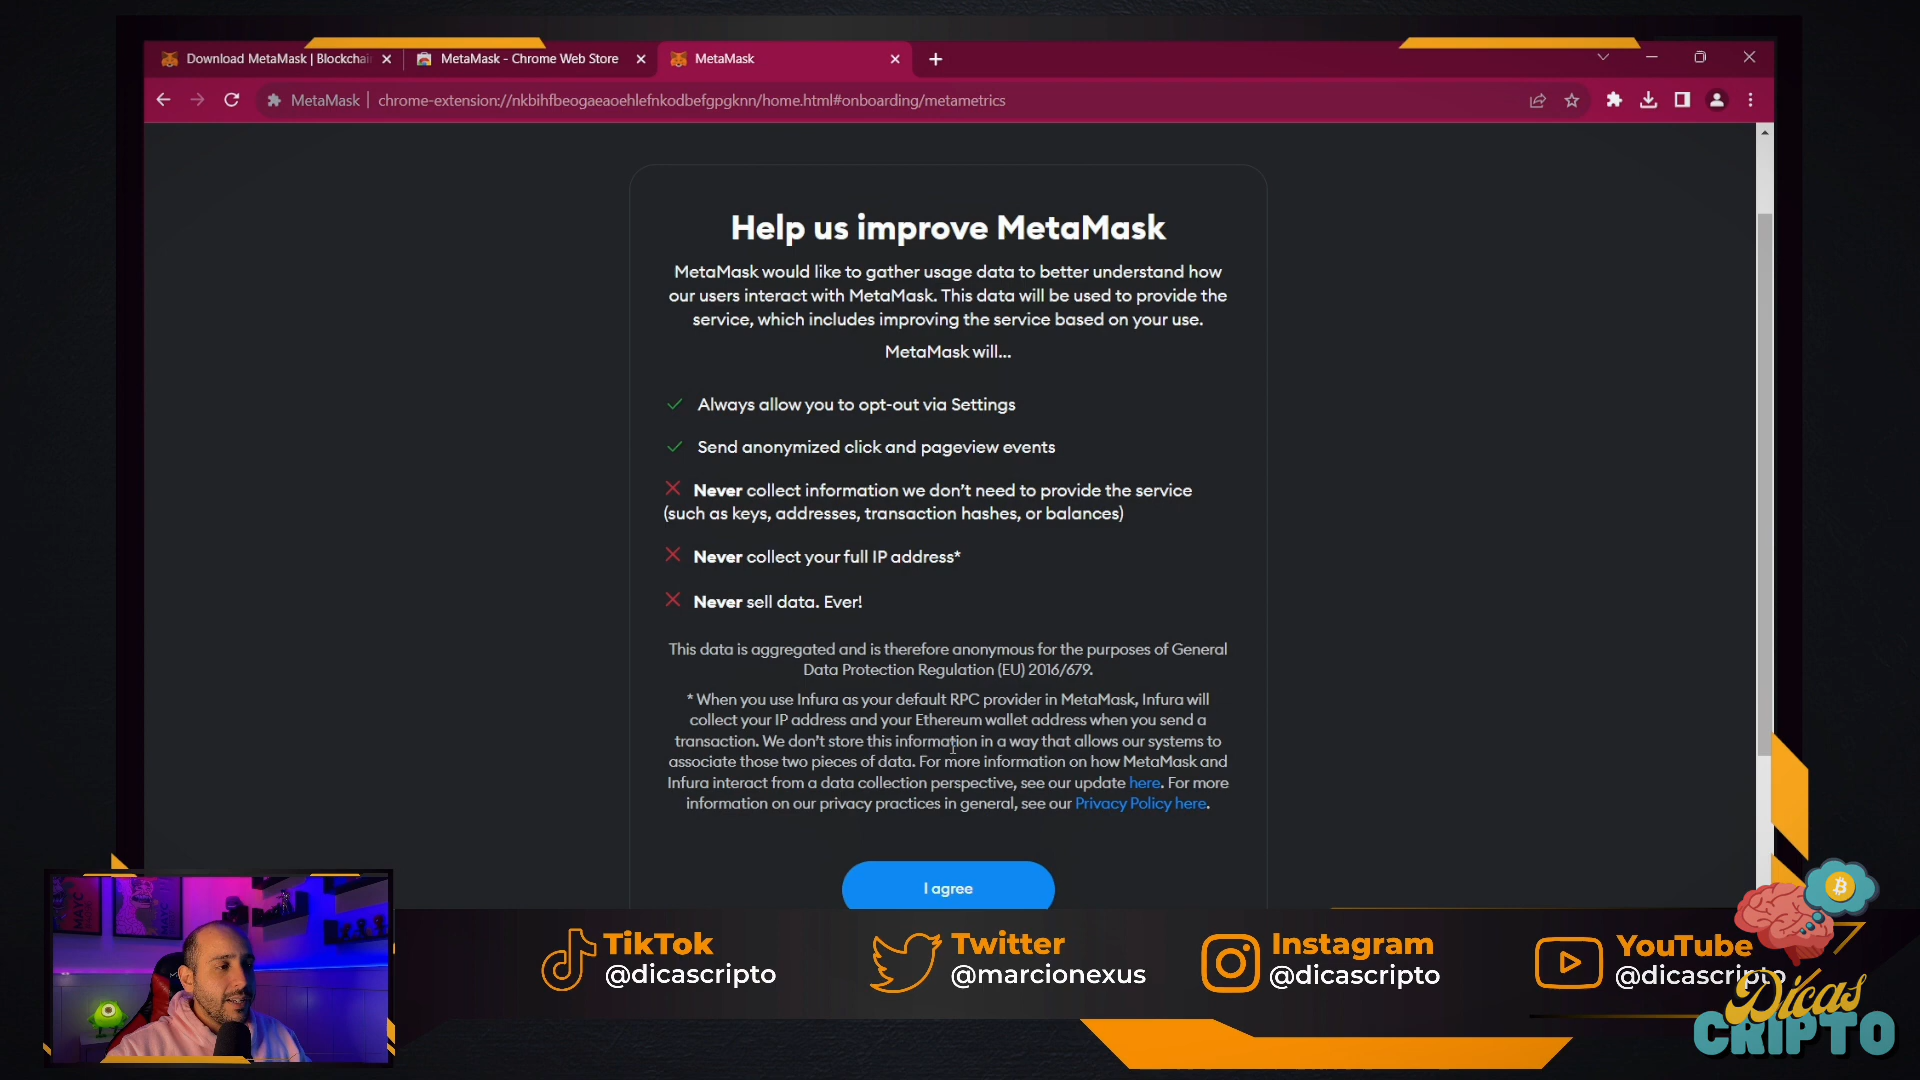 Download MetaMask | Blockchai
MetaMask - Chrome Web Store
MetaMask
MetaMask | chrome-extension://nkbihfbeogaeaoehlefnkodbefgpgknn/home.html#onboarding/metametrics
Help us improve MetaMask
MetaMask would like to gather usage data to better understand how
our users interact with MetaMask. This data will be used to provide the
service, which includes improving the service based on your use.
MetaMask will...
Always allow you to opt-out via Settings
Send anonymized click and pageview events
Never collect information we don’t need to provide the service
(such as keys, addresses, transaction hashes, or balances)
Never collect your full IP address*
Never sell data. Ever!
This data is aggregated and is therefore anonymous for the purposes of General
Data Protection Regulation (EU) 2016/679.
* When you use Infura as your default RPC provider in MetaMask, Infura will
collect your IP address and your Ethereum wallet address when you send a
transaction. We don’t store this information in a way that allows our systems to
associate those two pieces of data. For more information on how MetaMask and
Infura interact from a data collection perspective, see our update here. For more
information on our privacy practices in general, see our Privacy Policy here.
I agree
TikTok
@dicascripto
Twitter
@marcionexus
Instagram
@dicascripto
YouTube
@dicascripto
Dicas
CRIPTO